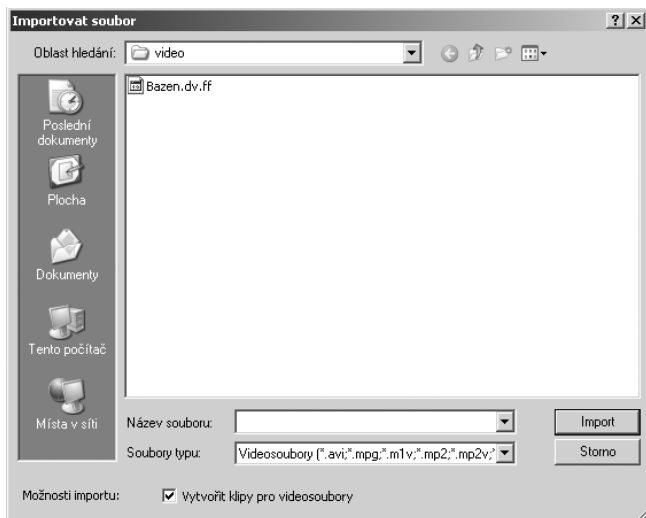 Importovat soubor
Oblast hledání: video
Bazen.dv.ff
Poslední
dokumenty
Plocha
Dokumenty
Tento počítač
Místa v síti
Název souboru:
Import
Soubory typu: Videosoubory (*.avi;*.mpg;*.m1v;*.mp2;*.mp2v;*
Storno
Možnosti importu: Vytvořit klipy pro videosoubory